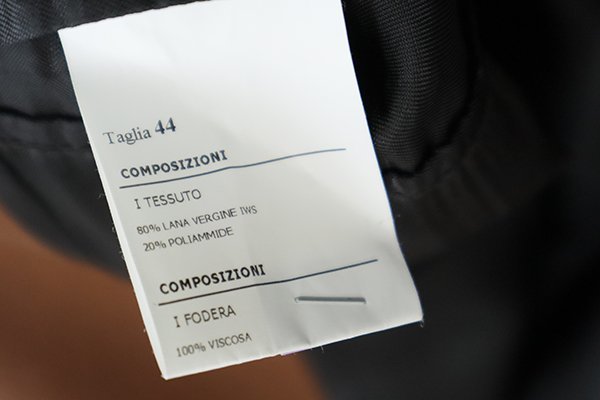 Taglia 44
COMPOSIZIONI
I TESSUTO
80% LANA VERGINE IWS
20% POLIAMMIDE
COMPOSIZIONI
I FODERA
100% VISCOSA